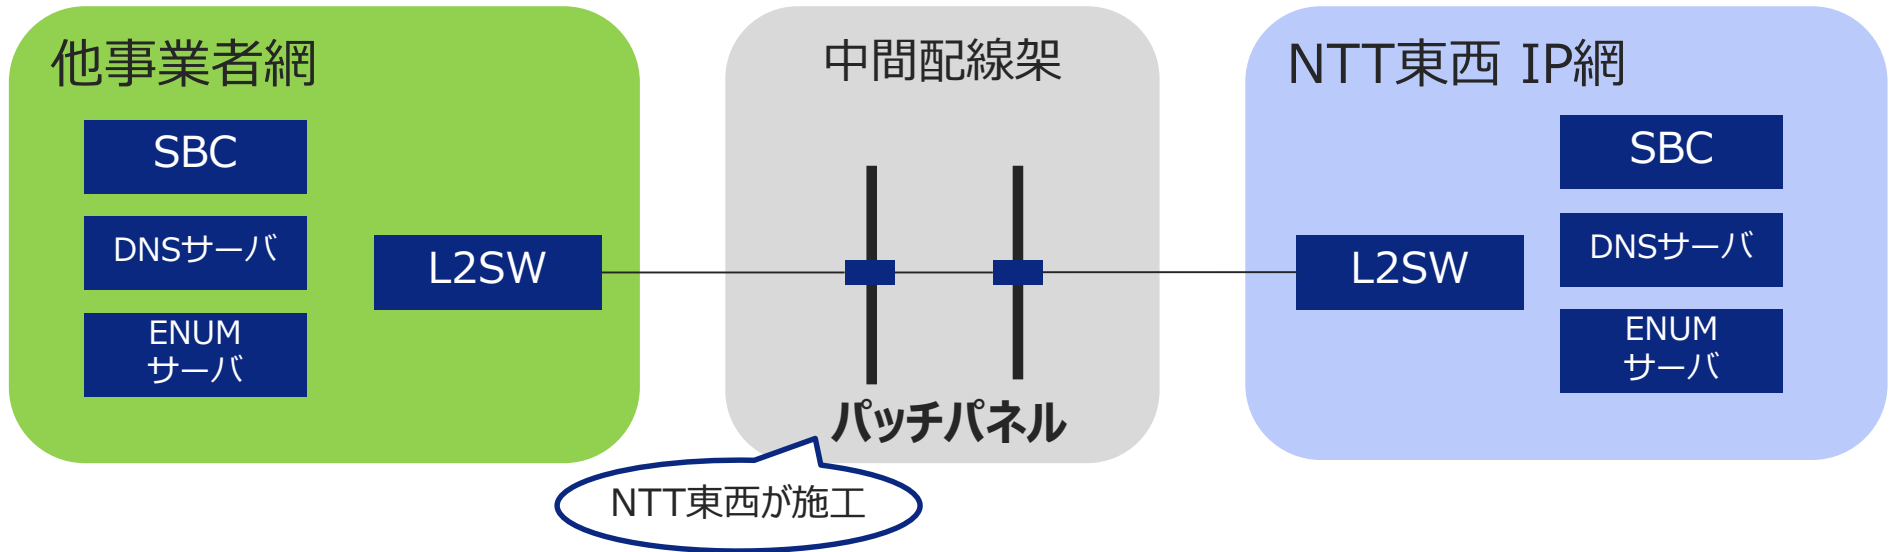 他事業者網
SBC
DNSサーバ
ENUM
サーバ
L2SW
中間配線架
パッチパネル
NTT東西が施工
NTT東西 IP網
L2SW
SBC
DNSサーバ
ENUM
サーバ